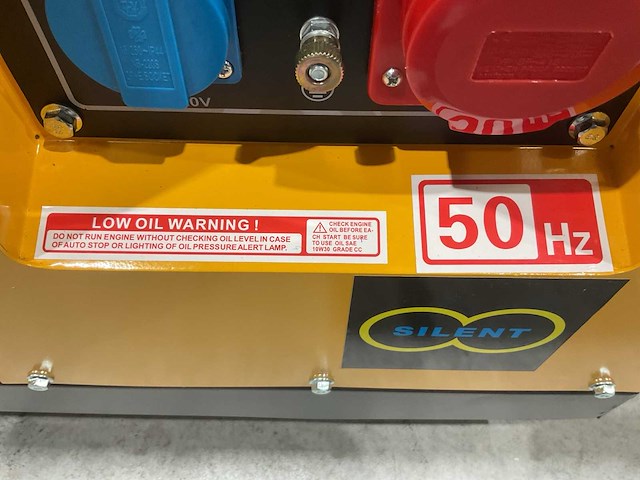 0V
LOW OIL WARNING !
DO NOT RUN ENGINE WITHOUT CHECKING OIL LEVEL IN CASE
OF AUTO STOP OR LIGHTING OF OIL PRESSURE ALERT LAMP.
CHECK ENGINE
OIL BEFORE EA-
CH START BE SURE
TO USE OIL SAE
10W30 GRADE CC
50 Hz
SILENT